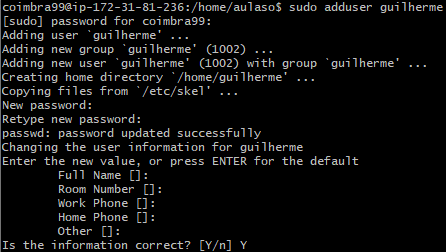 coimbra99@ip-172-31-81-236:/home/aulaso$ sudo adduser guilherme
[sudo] password for coimbra99:
Adding user `guilherme' ...
Adding new group `guilherme' (1002) ...
Adding new user `guilherme' (1002) with group `guilherme' ...
Creating home directory `/home/guilherme' ...
Copying files from `/etc/skel' ...
New password:
Retype new password:
passwd: password updated successfully
Changing the user information for guilherme
Enter the new value, or press ENTER for the default
Full Name []:
Room Number []:
Work Phone []:
Home Phone []:
Other []:
Is the information correct? [Y/n] Y